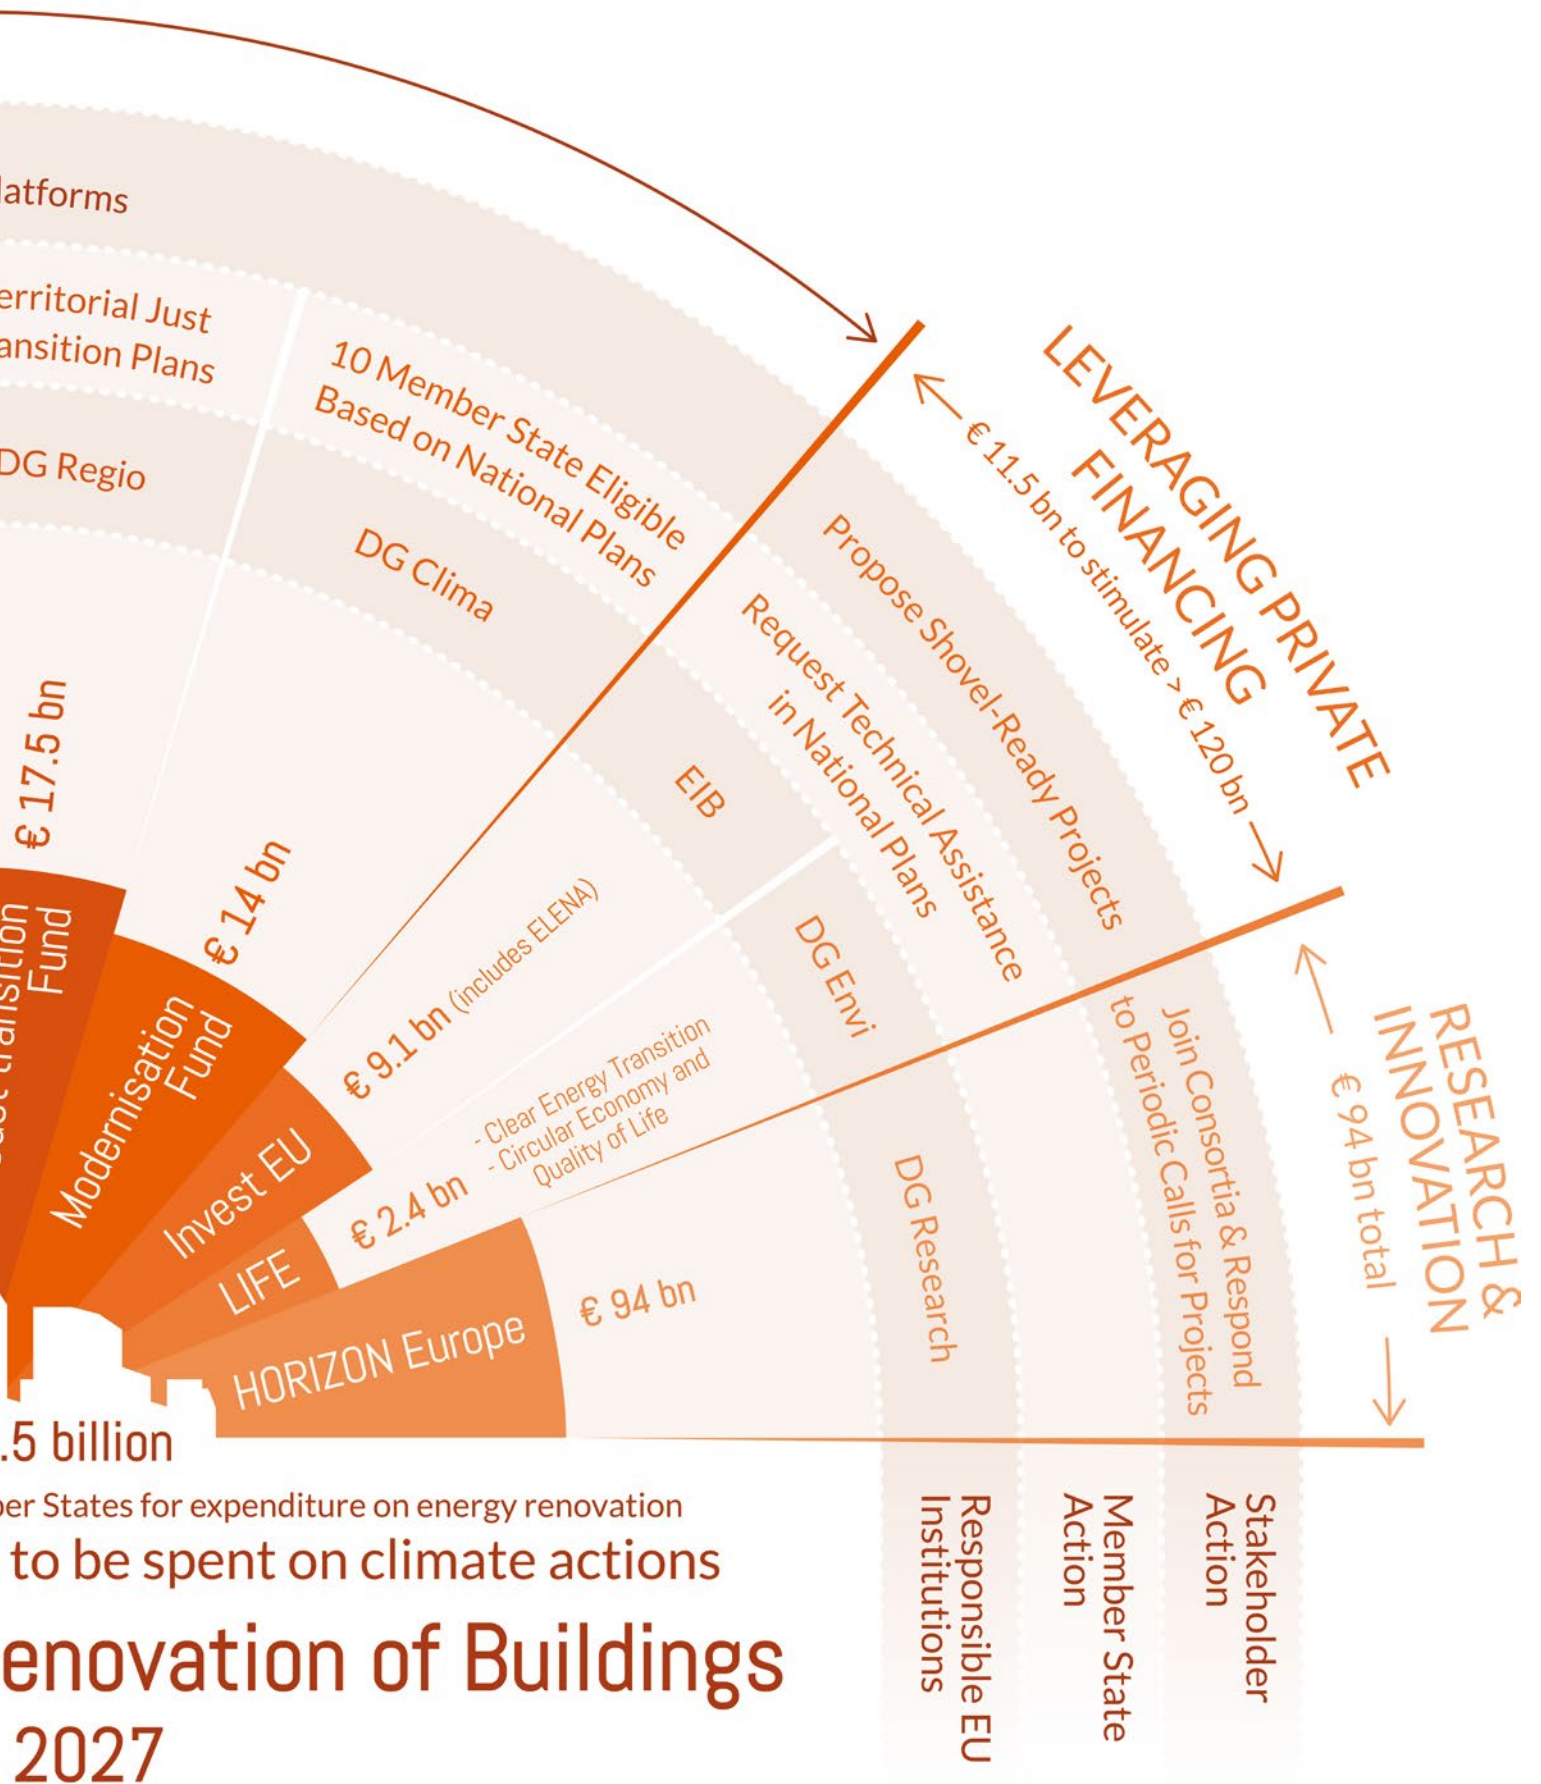 latforms
erritorial Just
ansition Plans
DG Regio
€ 17.5 bn
Fund
10 Member State Eligible
Based on National Plans
DG Clima
€ 14 bn
Modernisation
Fund
LEVERAGING PRIVATE
FINANCING
€ 11.5 bn to stimulate > € 120 bn
Propose Shovel-Ready Projects
Request Technical Assistance
in National Plans
EIB
€ 9.1 bn (includes ELENA)
Invest EU
DG Envi
- Clear Energy Transition
- Circular Economy and
Quality of Life
€ 2.4 bn
LIFE
RESEARCH &
INNOVATION
€ 94 bn total
Join Consortia & Respond
to Periodic Calls for Projects
DG Research
€ 94 bn
HORIZON Europe
.5 billion
ber States for expenditure on energy renovation
to be spent on climate actions
enovation of Buildings
2027
Responsible EU
Institutions
Member State
Action
Stakeholder
Action